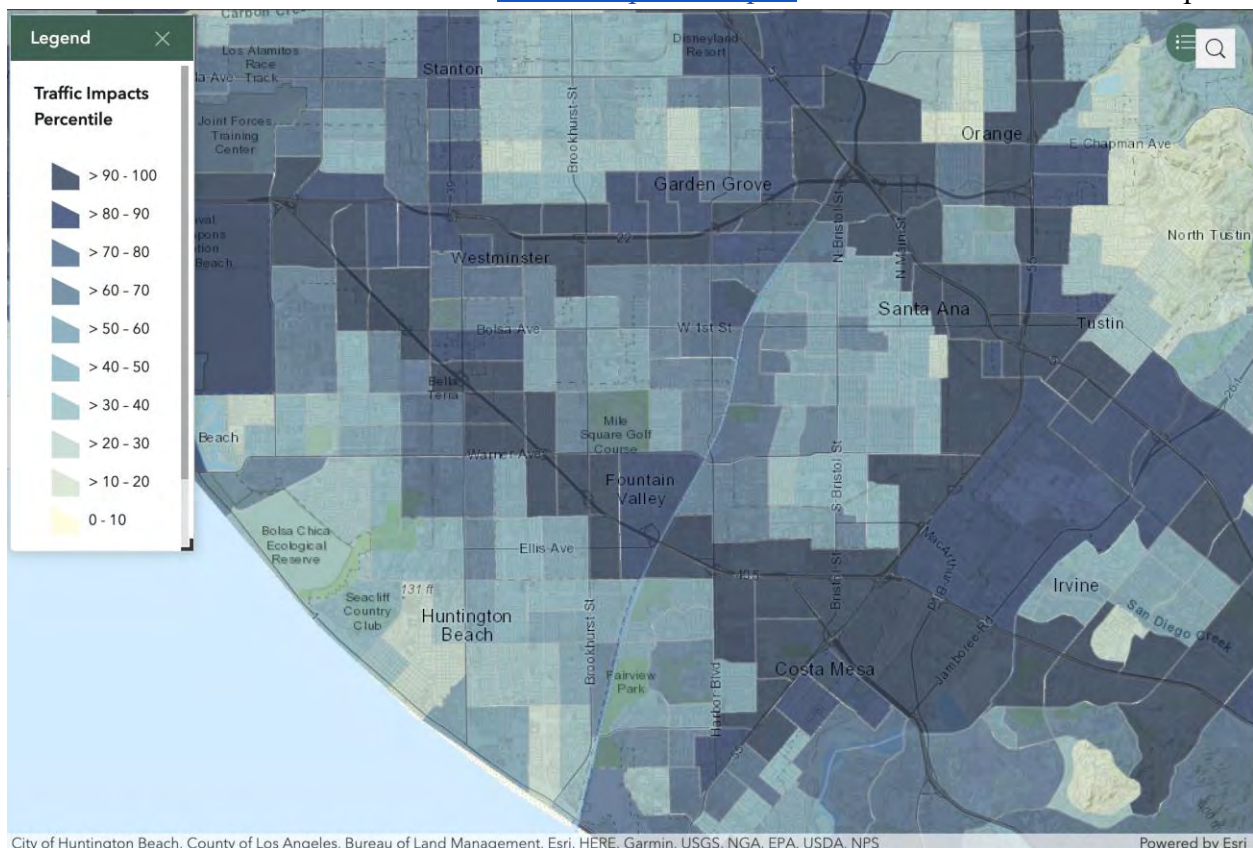 Legend
Traffic Impacts
Percentile
> 90 - 100
> 80 - 90
> 70 - 80
> 60 - 70
> 50 - 60
> 40 - 50
> 30 - 40
> 20 - 30
> 10 - 20
0 - 10
Los Alamitos
Race
Track
Stanton
Disneyland
Resort
5
Joint Forces
Training
Center
Brookhurst St
Orange
E Chapman Ave
Garden Grove
39
22
N Bristol St
N Main St
55
North Tustin
Westminster
Santa Ana
Bolsa Ave
W 1st St
Tustin
261
Bella
Terra
Mile
Square Golf
Course
Beach
Warner Ave
Fountain
Valley
S Bristol St
Bolsa Chica
Ecological
Reserve
Ellis Ave
405
Bristol St
Irvine
131 ft
Seacliff
Country
Club
1
Huntington
Beach
San Diego Creek
Brookhurst St
Jamboree Rd
Fairview
Park
Harbor Blvd
Costa Mesa
55
City of Huntington Beach, County of Los Angeles, Bureau of Land Management, Esri, HERE, Garmin, USGS, NGA, EPA, USDA, NPS
Powered by Esri